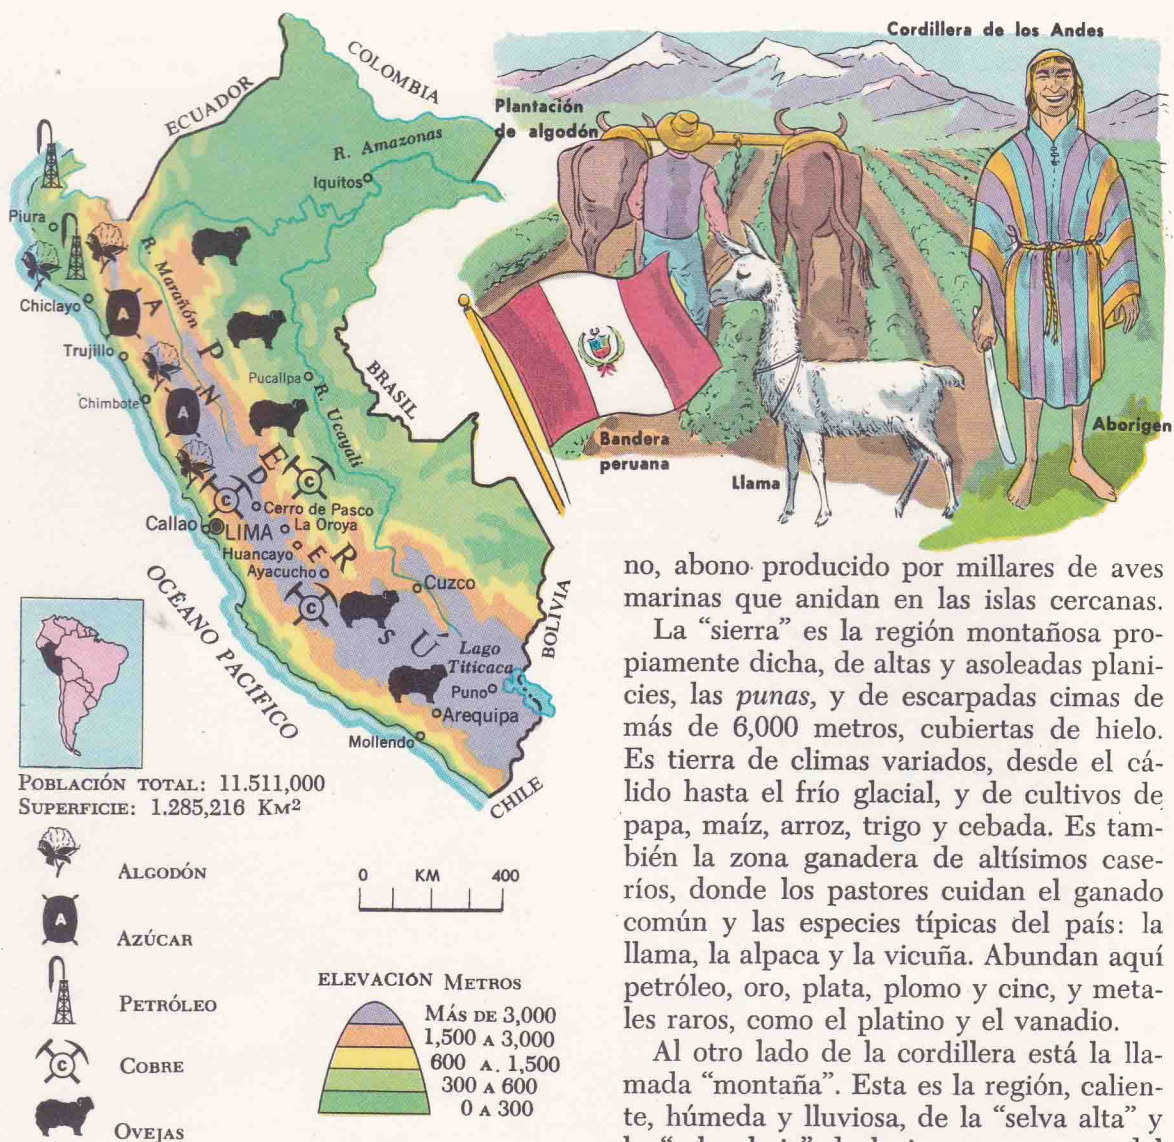 Cordillera de los Andes
Plantación
de algodón
Bandera
peruana
Llama
Aborigen
COLOMBIA
ECUADOR
R. Amazonas
Iquitos
Piura
R. Marañón
Chiclayo
A
Trujillo
Pucallpa
BRASIL
Chimbote
A
R. Ucayali
ANDES
PERÚ
C
C
Cerro de Pasco
Callao
LIMA
La Oroya
Huancayo
Ayacucho
C
Cuzco
BOLIVIA
OCÉANO PACÍFICO
Lago
Titicaca
Puno
Arequipa
Mollendo
CHILE
POBLACIÓN TOTAL: 11.511,000
SUPERFICIE: 1.285,216 KM²
ALGODÓN
A
AZÚCAR
PETRÓLEO
C
COBRE
OVEJAS
0 KM 400
ELEVACIÓN METROS
MÁS DE 3,000
1,500 A 3,000
600 A. 1,500
300 A 600
0 A 300
no, abono producido por millares de aves
marinas que anidan en las islas cercanas.
La “sierra” es la región montañosa pro-
piamente dicha, de altas y asoleadas plani-
cies, las punas, y de escarpadas cimas de
más de 6,000 metros, cubiertas de hielo.
Es tierra de climas variados, desde el cá-
lido hasta el frío glacial, y de cultivos de
papa, maíz, arroz, trigo y cebada. Es tam-
bién la zona ganadera de altísimos case-
ríos, donde los pastores cuidan el ganado
común y las especies típicas del país: la
llama, la alpaca y la vicuña. Abundan aquí
petróleo, oro, plata, plomo y cinc, y meta-
les raros, como el platino y el vanadio.
Al otro lado de la cordillera está la lla-
mada “montaña”. Esta es la región, calien-
te, húmeda y lluviosa, de la “selva alta” y